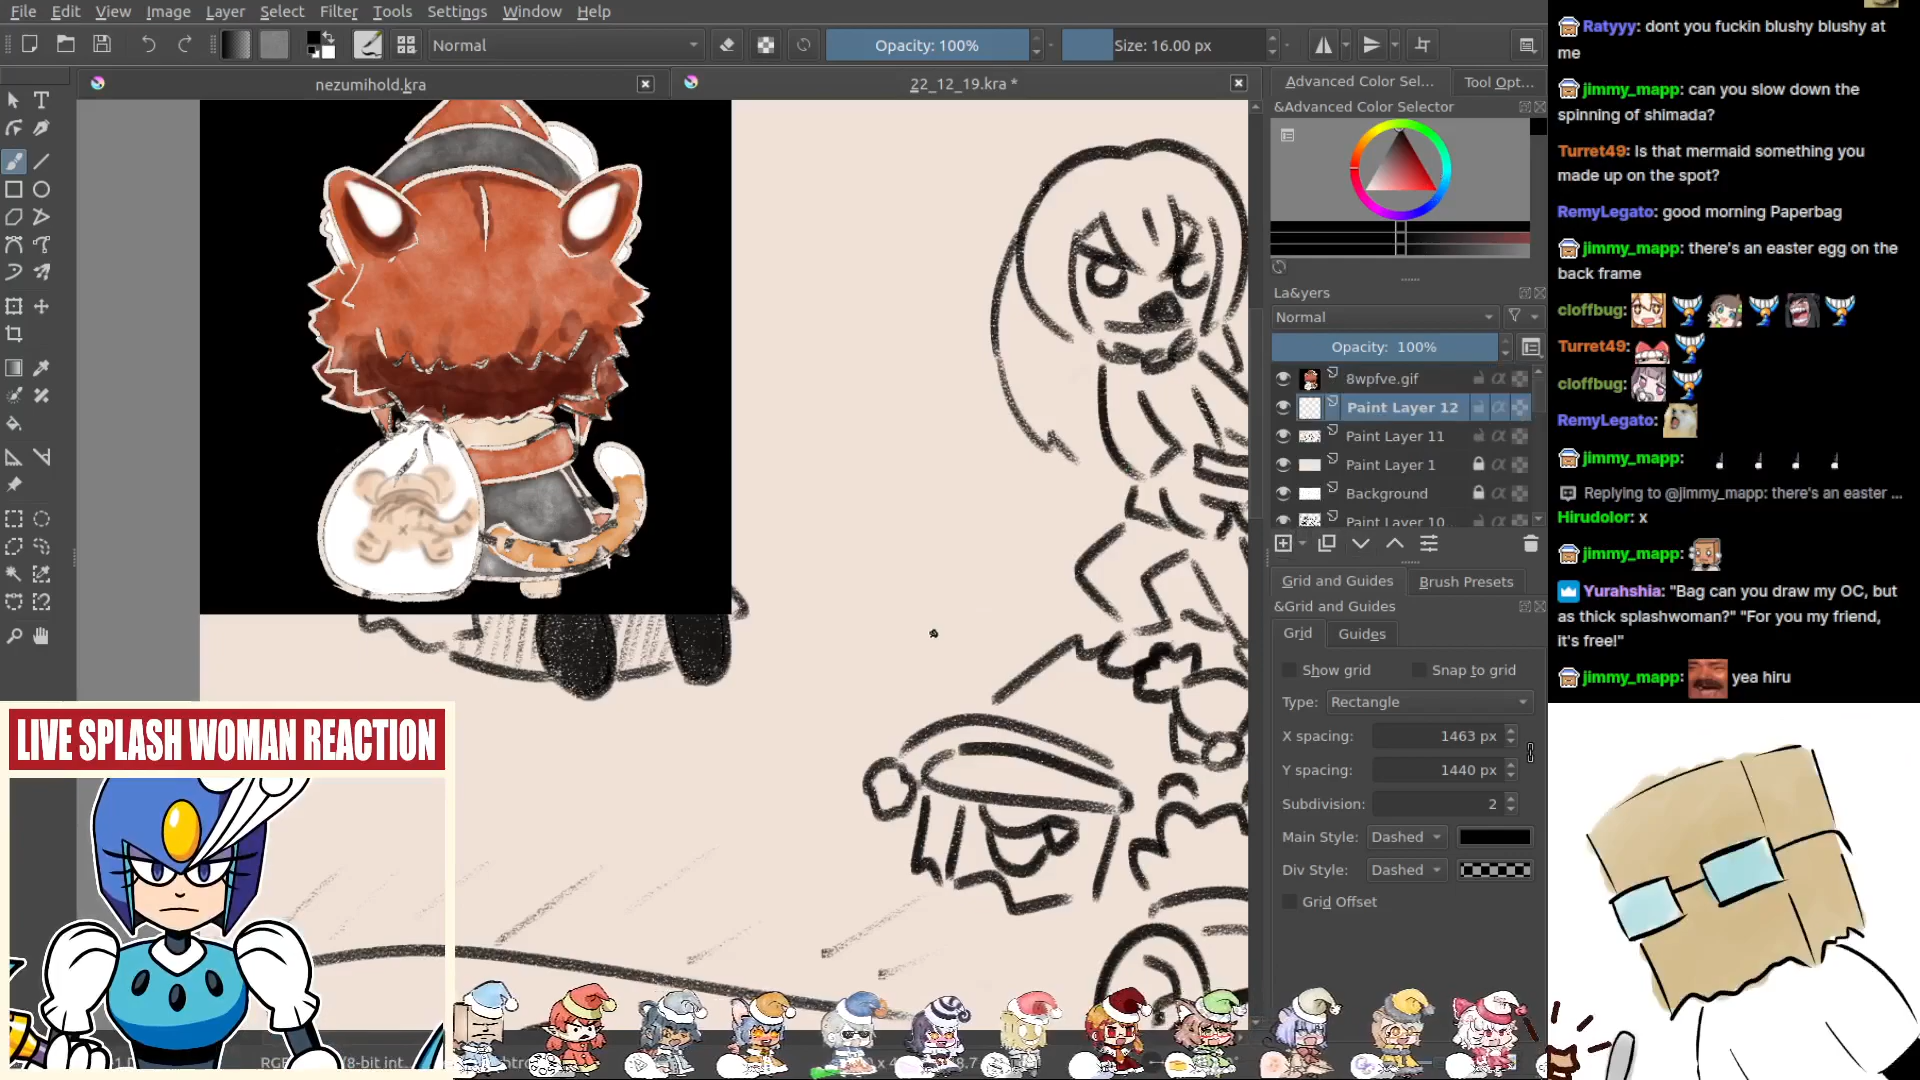 File Edit View Image Layer Select Filter Tools Settings Window Help
Normal
Opacity: 100%
Size: 16.00 px
nezumihold.kra
22_12_19.kra *
Advanced Color Sel...
Tool Opt...
&Advanced Color Selector
La&yers
Normal
Opacity: 100%
8wpfve.gif
Paint Layer 12
Paint Layer 11
Paint Layer 1
Background
Paint Layer 10
Grid and Guides
Brush Presets
&Grid and Guides
Grid
Guides
Show grid
Snap to grid
Type: Rectangle
X spacing: 1463 px
Y spacing: 1440 px
Subdivision: 2
Main Style: Dashed
Div Style: Dashed
Grid Offset
LIVE SPLASH WOMAN REACTION
Ratyyy: dont you fuckin blushy blushy at
me
jimmy_mapp: can you slow down the
spinning of shimada?
Turret49: Is that mermaid something you
made up on the spot?
RemyLegato: good morning Paperbag
jimmy_mapp: there's an easter egg on the
back frame
cloffbug:
Turret49:
cloffbug:
RemyLegato:
jimmy_mapp:
Replying to @jimmy_mapp: there's an easter ...
Hirudolor: x
jimmy_mapp:
Yurahshia: "Bag can you draw my OC, but
as thick splashwoman?" "For you my friend,
it's free!"
jimmy_mapp: yea hiru